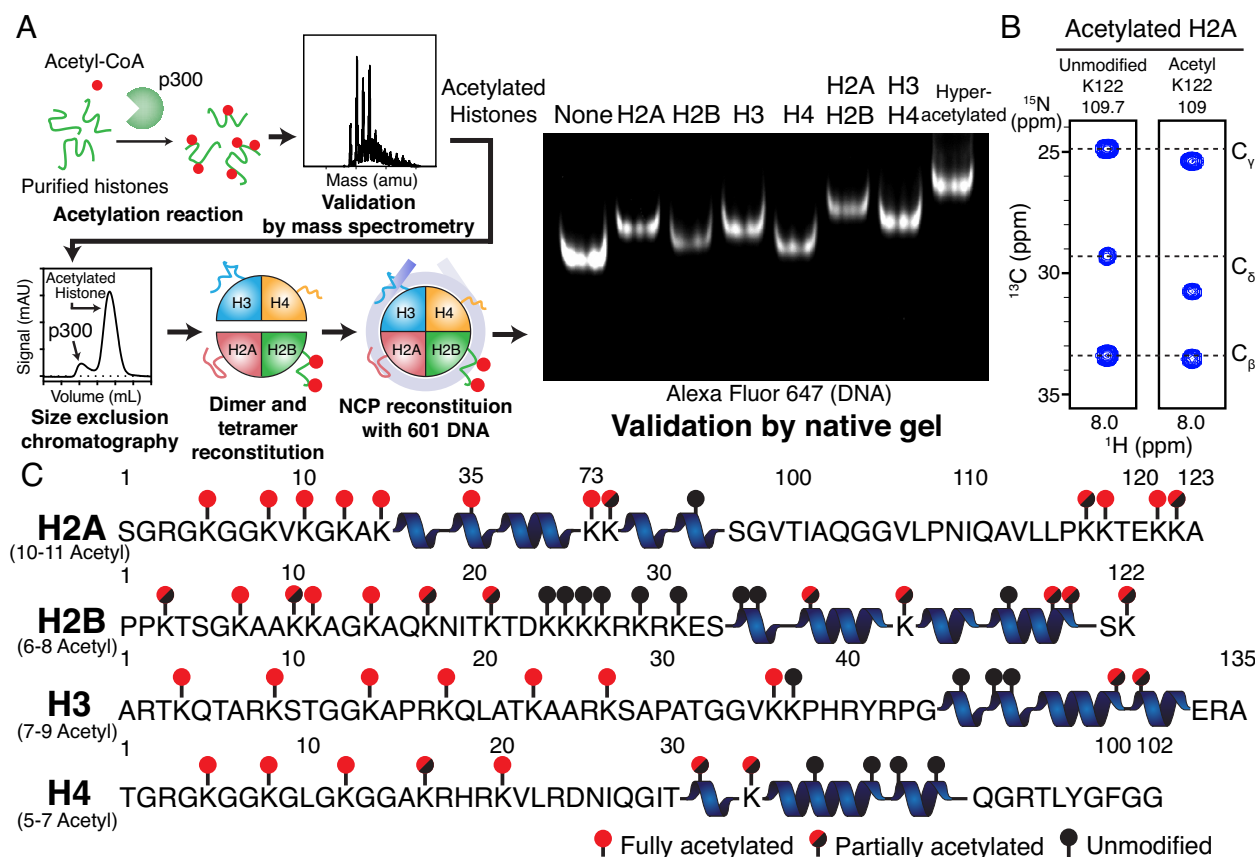 A
Acetyl-CoA
p300
Purified histones
Acetylation reaction
Mass (amu)
Validation
by mass spectrometry
Acetylated
Histones
None H2A H2B H3 H4 H2A H2B H3 H4 Hyper-acetylated
Alexa Fluor 647 (DNA)
Validation by native gel
Signal (mAU)
Acetylated
Histone
p300
Volume (mL)
Size exclusion
chromatography
H3 H4
H2A H2B
Dimer and
tetramer
reconstitution
H3 H4
H2A H2B
NCP reconstituion
with 601 DNA
B
Acetylated H2A
Unmodified
K122
109.7
Acetyl
K122
109
15N
(ppm)
25
30
35
13C (ppm)
Cγ
Cδ
Cβ
8.0 8.0
1H (ppm)
C
1 10 35 73 100 110 120 123
H2A
(10-11 Acetyl)
SGRGKGGKVKGKAK KK SGVTIAQGGVLPNIQAVLLPKKTEKKA
1 10 20 30 122
H2B
(6-8 Acetyl)
PPKTSGKAAKKAGKAQKNITKTDKKKKRKRKES K SK
1 10 20 30 40 135
H3
(7-9 Acetyl)
ARTKQTARKSTGGKAPRKQLATKAARKSAPATGGVKKPHRYRPG ERA
1 10 20 30 100 102
H4
(5-7 Acetyl)
TGRGKGGKGLGKGGAKRHRKVLRDNIQGIT K QGRTLYGFGG
Fully acetylated Partially acetylated Unmodified